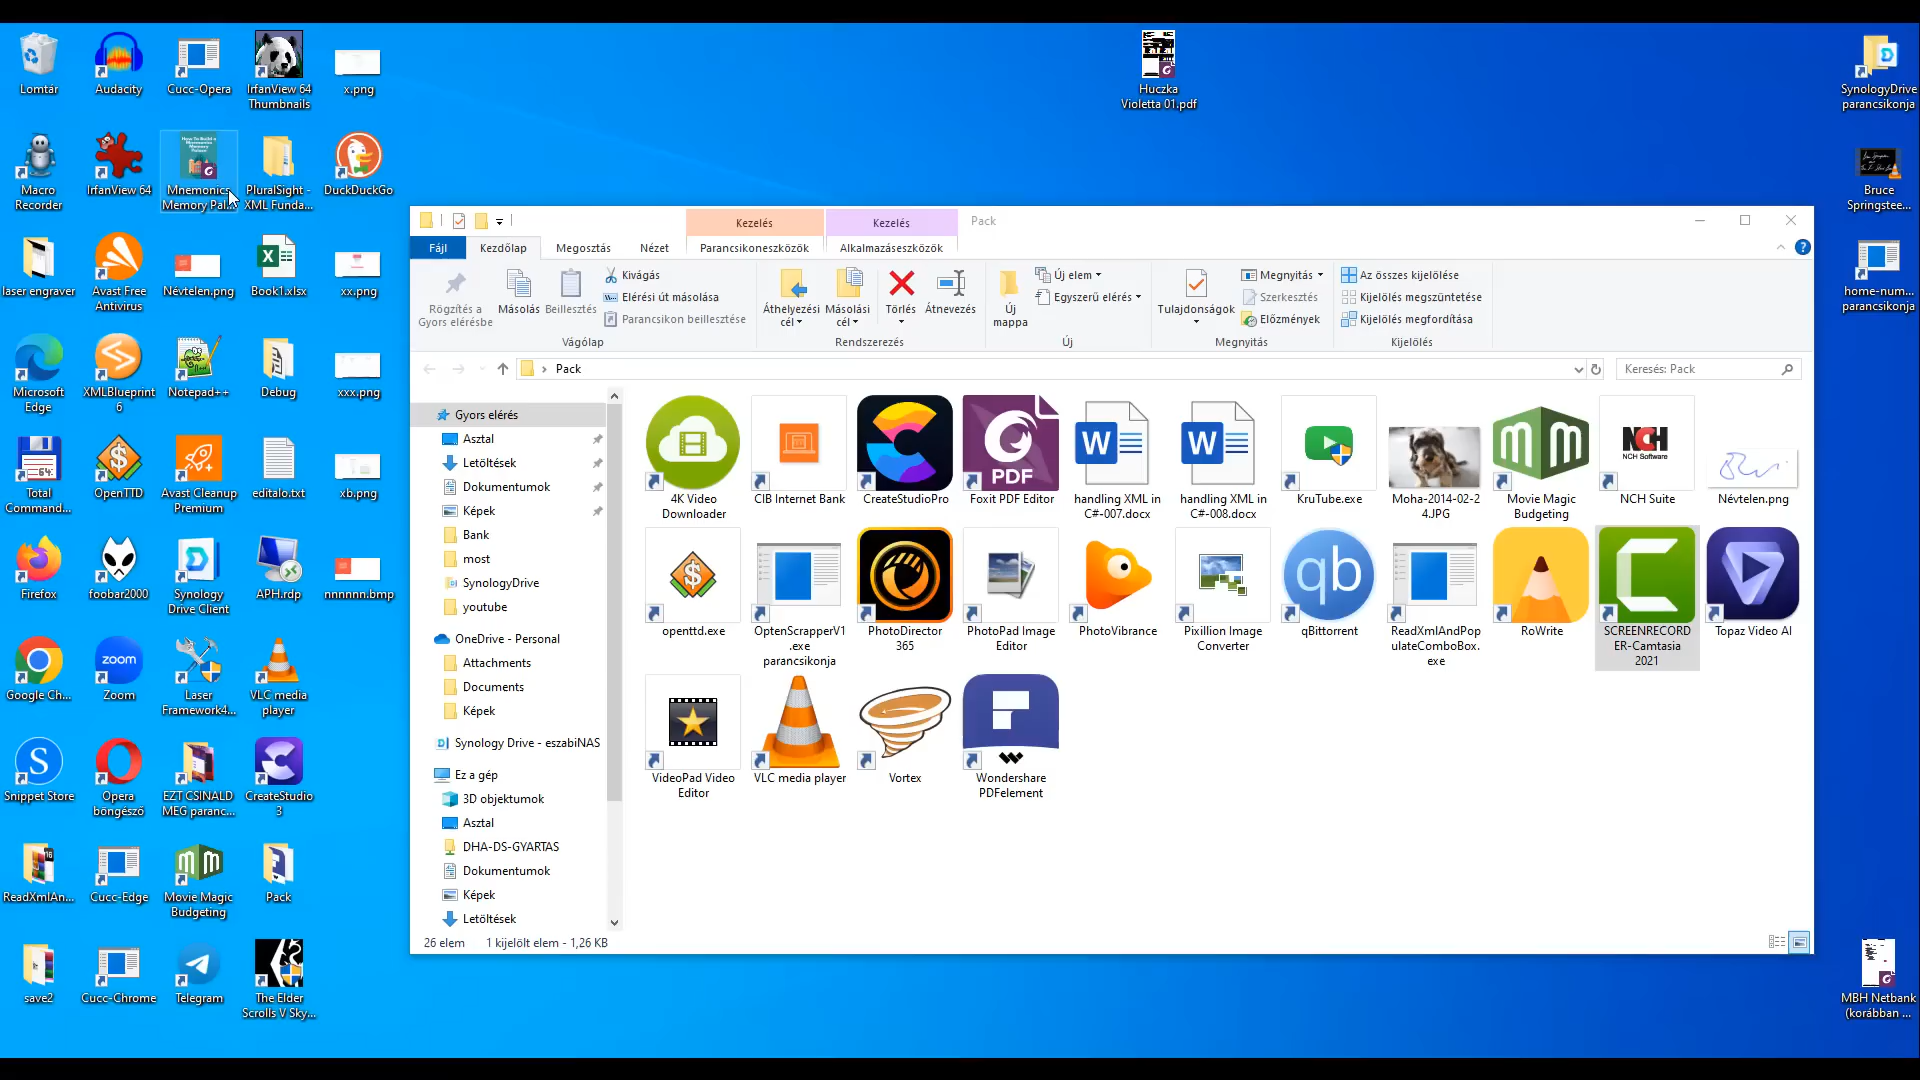 Lomtár
Audacity
Cucc-Opera
IrfanView 64
Thumbnails
x.png
Huczka
Violetta 01.pdf
SynologyDrive
parancsikonja
Macro
Recorder
IrfanView 64
Mnemonics
Memory Pal...
PluralSight -
XML Funda...
DuckDuckGo
Bruce
Springstee...
laser engraver
Avast Free
Antivirus
Névtelen.png
Book1.xlsx
xx.png
home-num...
parancsikonja
Microsoft
Edge
XMLBlueprint
6
Notepad++
Debug
xxx.png
Total
Command...
OpenTTD
Avast Cleanup
Premium
editalo.txt
xb.png
Firefox
foobar2000
Synology
Drive Client
APH.rdp
nnnnnn.bmp
Google Ch...
zoom
Zoom
Laser
Framework4...
VLC media
player
Snippet Store
Opera
böngésző
EZT CSINALD
MEG paranc...
CreateStudio
3
ReadXmlAn...
Cucc-Edge
Movie Magic
Budgeting
Pack
save2
Cucc-Chrome
Telegram
The Elder
Scrolls V Sky...
MBH Netbank
(korábban ...
Kezelés
Kezelés
Pack
Fájl
Kezdőlap
Megosztás
Nézet
Parancsikoneszközök
Alkalmazáseszközök
Rögzítés a
Gyors elérésbe
Másolás
Beillesztés
Kivágás
Elérési út másolása
Parancsikon beillesztése
Vágólap
Áthelyezési
cél
Másolási
cél
Törlés
Átnevezés
Rendszerezés
Új
mappa
Új elem
Egyszerű elérés
Új
Tulajdonságok
Megnyitás
Szerkesztés
Előzmények
Megnyitás
Az összes kijelölése
Kijelölés megszüntetése
Kijelölés megfordítása
Kijelölés
Pack
Keresés: Pack
Gyors elérés
Asztal
Letöltések
Dokumentumok
Képek
Bank
most
SynologyDrive
youtube
OneDrive - Personal
Attachments
Documents
Képek
Synology Drive - eszabiNAS
Ez a gép
3D objektumok
Asztal
DHA-DS-GYARTAS
Dokumentumok
Képek
Letöltések
4K Video
Downloader
CIB Internet Bank
CreateStudioPro
PDF
Foxit PDF Editor
handling XML in
C#-007.docx
handling XML in
C#-008.docx
KruTube.exe
Moha-2014-02-2
4.JPG
Movie Magic
Budgeting
NCH
NCH Software
NCH Suite
Névtelen.png
openttd.exe
OptenScrapperV1
.exe
parancsikonja
PhotoDirector
365
PhotoPad Image
Editor
PhotoVibrance
Pixillion Image
Converter
qb
qBittorrent
ReadXmlAndPop
ulateComboBox.
exe
RoWrite
SCREENRECORD
ER-Camtasia
2021
Topaz Video AI
VideoPad Video
Editor
VLC media player
Vortex
Wondershare
PDFelement
26 elem
1 kijelölt elem - 1,26 KB